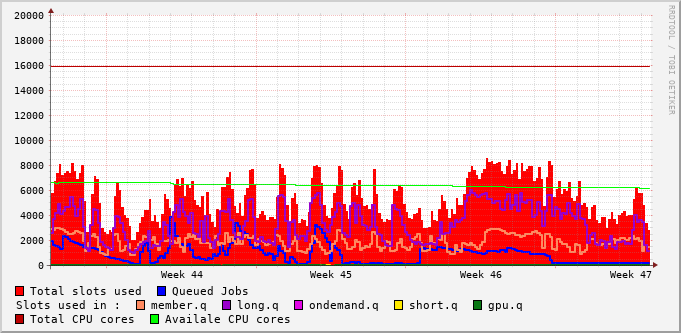 20000
18000
16000
14000
12000
10000
8000
6000
4000
2000
0
Week 44 Week 45 Week 46 Week 47
Total slots used Queued Jobs
Slots used in : member.q long.q ondemand.q short.q gpu.q
Total CPU cores Availale CPU cores
RRDTOOL / TOBI OETIKER